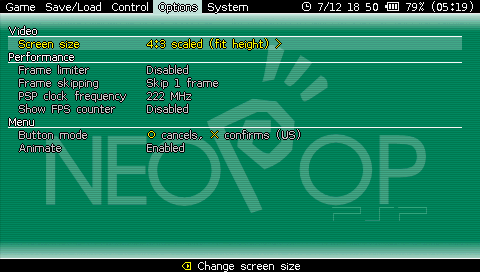 Game Save/Load Control Options System 7/12 18 50 79% (05:19)
Video
Screen size 4:3 scaled (fit height) >
Performance
Frame limiter Disabled
Frame skipping Skip 1 frame
PSP clock frequency 222 MHz
Show FPS counter Disabled
Menu
Button mode O cancels, X confirms (US)
Animate Enabled
NEOPOP
PSP
Change screen size